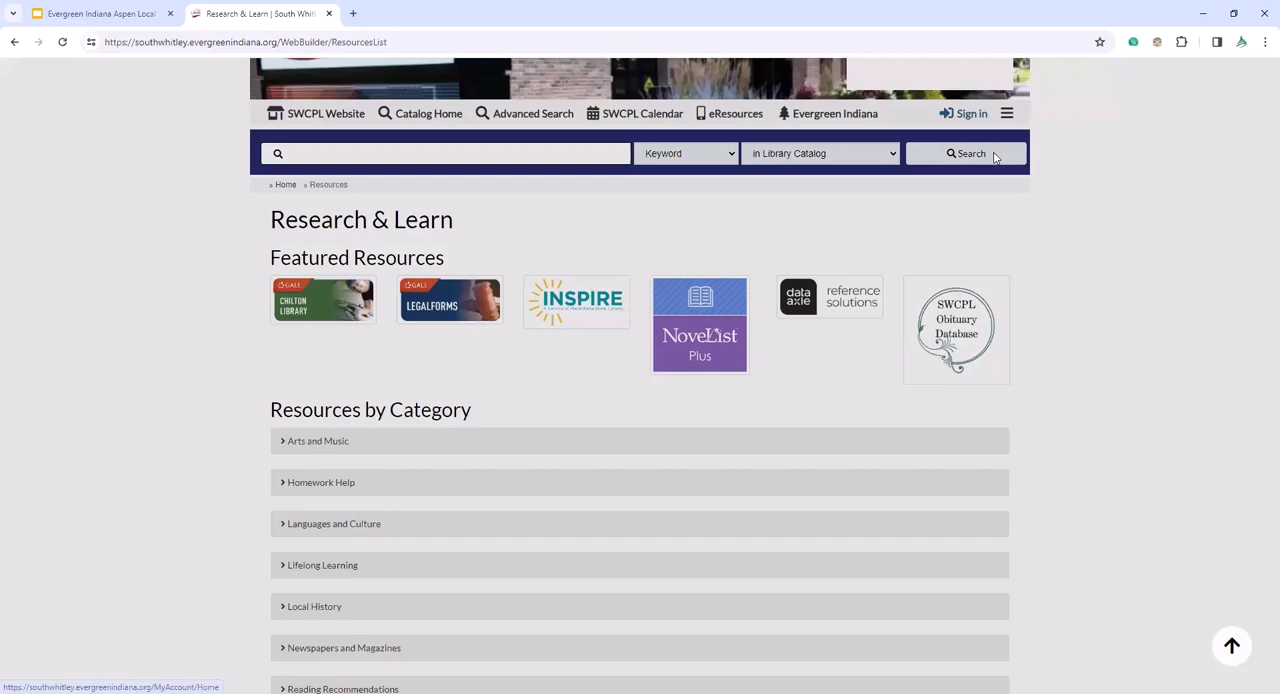 Evergreen Indiana Aspen Local
Research & Learn | South Whitl
https://southwhitley.evergreenindiana.org/WebBuilder/ResourcesList
SWCPL Website
Catalog Home
Advanced Search
SWCPL Calendar
eResources
Evergreen Indiana
Sign in
Keyword
in Library Catalog
Search
» Home » Resources
Research & Learn
Featured Resources
GALE
CHILTON
LIBRARY
GALE
LEGALFORMS
INSPIRE
NoveList
Plus
data
axle
reference
solutions
SWCPL
Obituary
Database
Resources by Category
Arts and Music
Homework Help
Languages and Culture
Lifelong Learning
Local History
Newspapers and Magazines
Reading Recommendations
https://southwhitley.evergreenindiana.org/MyAccount/Home